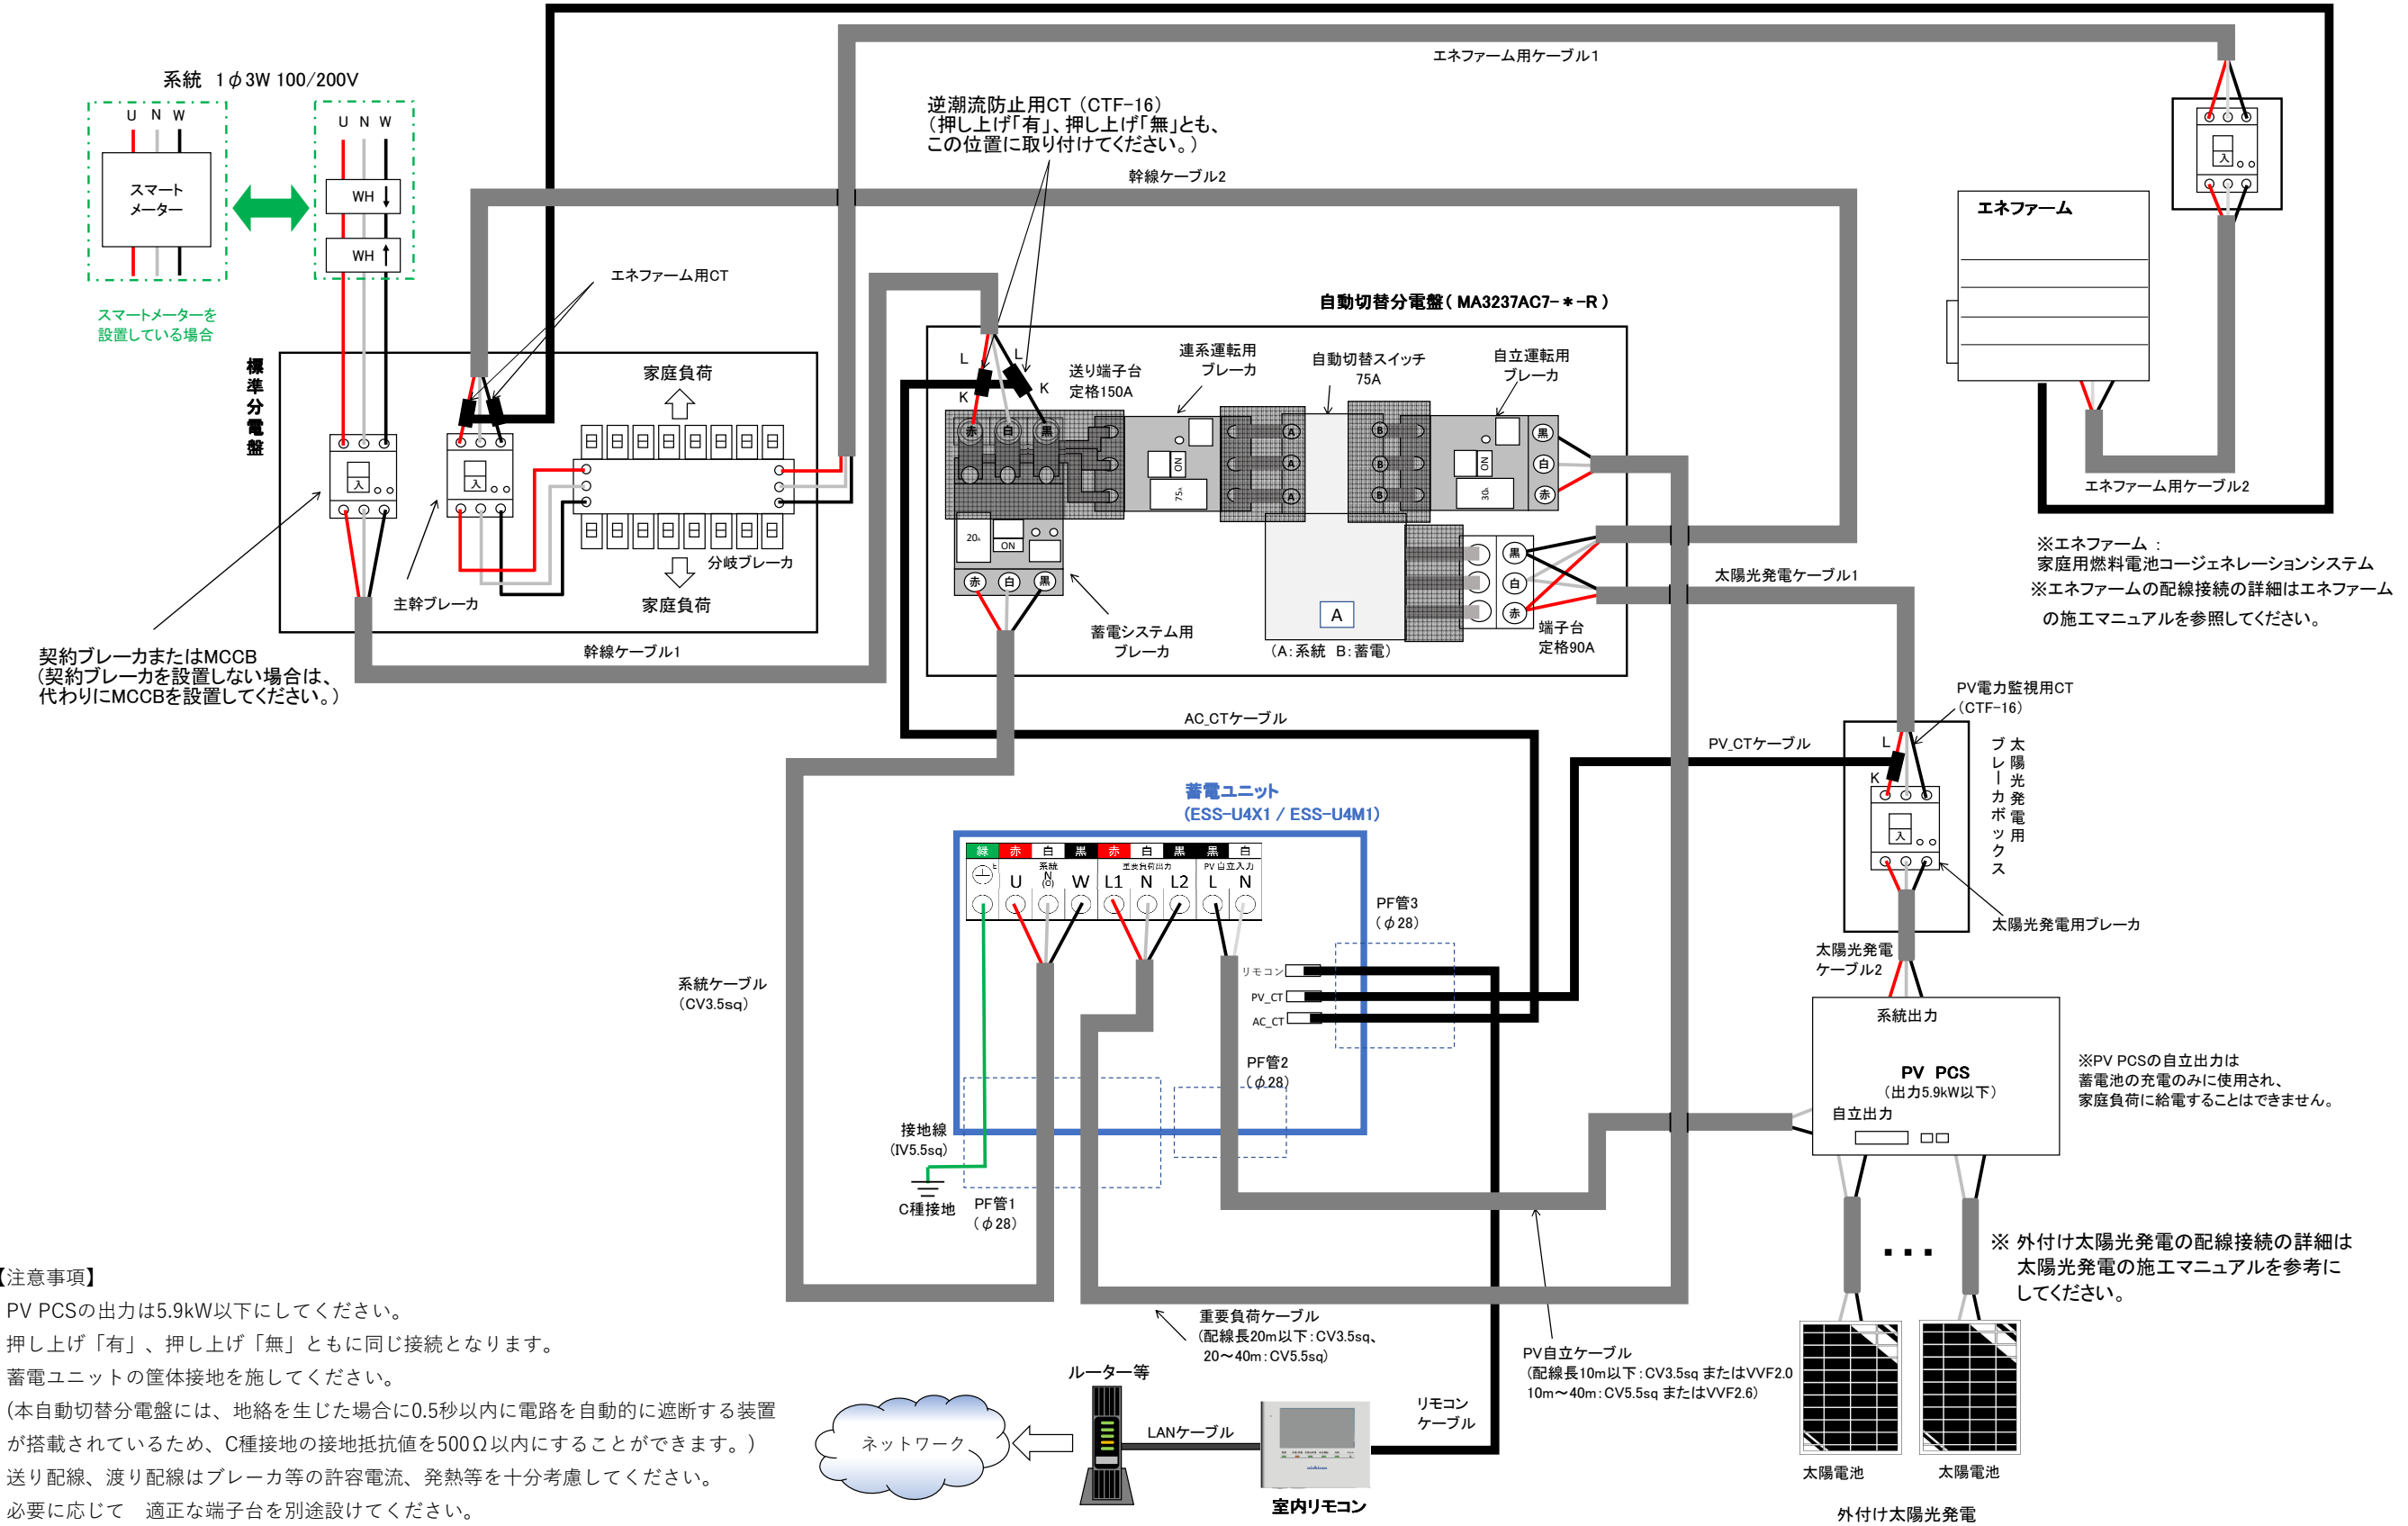 系統 1φ3W 100/200V
U N W
スマート
メーター
U N W
WH ↓
WH ↑
スマートメーターを
設置している場合
エネファーム用ケーブル1
逆潮流防止用CT (CTF-16)
(押し上げ「有」、押し上げ「無」とも、
この位置に取り付けてください。)
幹線ケーブル2
エネファーム用CT
入
エネファーム
エネファーム用ケーブル2
※エネファーム :
家庭用燃料電池コージェネレーションシステム
※エネファームの配線接続の詳細はエネファーム
の施工マニュアルを参照してください。
標準分電盤
家庭負荷
入
入
分岐ブレーカ
家庭負荷
主幹ブレーカ
契約ブレーカまたはMCCB
(契約ブレーカを設置しない場合は、
代わりにMCCBを設置してください。)
幹線ケーブル1
自動切替分電盤( MA3237AC7-*-R )
L
L
K
K
送り端子台
定格150A
連系運転用
ブレーカ
自動切替スイッチ
75A
自立運転用
ブレーカ
赤 白 黒
ON
75A
A
A
A
B
B
B
ON
30A
黒
白
赤
20A
ON
赤 白 黒
蓄電システム用
ブレーカ
A
(A:系統 B:蓄電)
黒
白
赤
端子台
定格90A
太陽光発電ケーブル1
AC_CTケーブル
PV_CTケーブル
PV電力監視用CT
(CTF-16)
L
K
入
太陽光発電用
ブレーカボックス
太陽光発電用ブレーカ
太陽光発電
ケーブル2
系統出力
PV PCS
(出力5.9kW以下)
自立出力
※PV PCSの自立出力は
蓄電池の充電のみに使用され、
家庭負荷に給電することはできません。
蓄電ユニット
(ESS-U4X1 / ESS-U4M1)
緑 赤 白 黒 赤 白 黒 黒 白
E 系統 重要負荷出力 PV自立入力
U N(O) W L1 N L2 L N
PF管3
(φ28)
リモコン
PV_CT
AC_CT
PF管2
(φ28)
系統ケーブル
(CV3.5sq)
接地線
(IV5.5sq)
C種接地
PF管1
(φ28)
重要負荷ケーブル
(配線長20m以下:CV3.5sq、
20~40m:CV5.5sq)
PV自立ケーブル
(配線長10m以下:CV3.5sq またはVVF2.0
10m~40m:CV5.5sq またはVVF2.6)
※ 外付け太陽光発電の配線接続の詳細は
太陽光発電の施工マニュアルを参考に
してください。
太陽電池
太陽電池
外付け太陽光発電
ルーター等
ネットワーク
LANケーブル
リモコン
ケーブル
室内リモコン
【注意事項】
PV PCSの出力は5.9kW以下にしてください。
押し上げ「有」、押し上げ「無」ともに同じ接続となります。
蓄電ユニットの筐体接地を施してください。
(本自動切替分電盤には、地絡を生じた場合に0.5秒以内に電路を自動的に遮断する装置
が搭載されているため、C種接地の接地抵抗値を500Ω以内にすることができます。)
送り配線、渡り配線はブレーカ等の許容電流、発熱等を十分考慮してください。
必要に応じて 適正な端子台を別途設けてください。